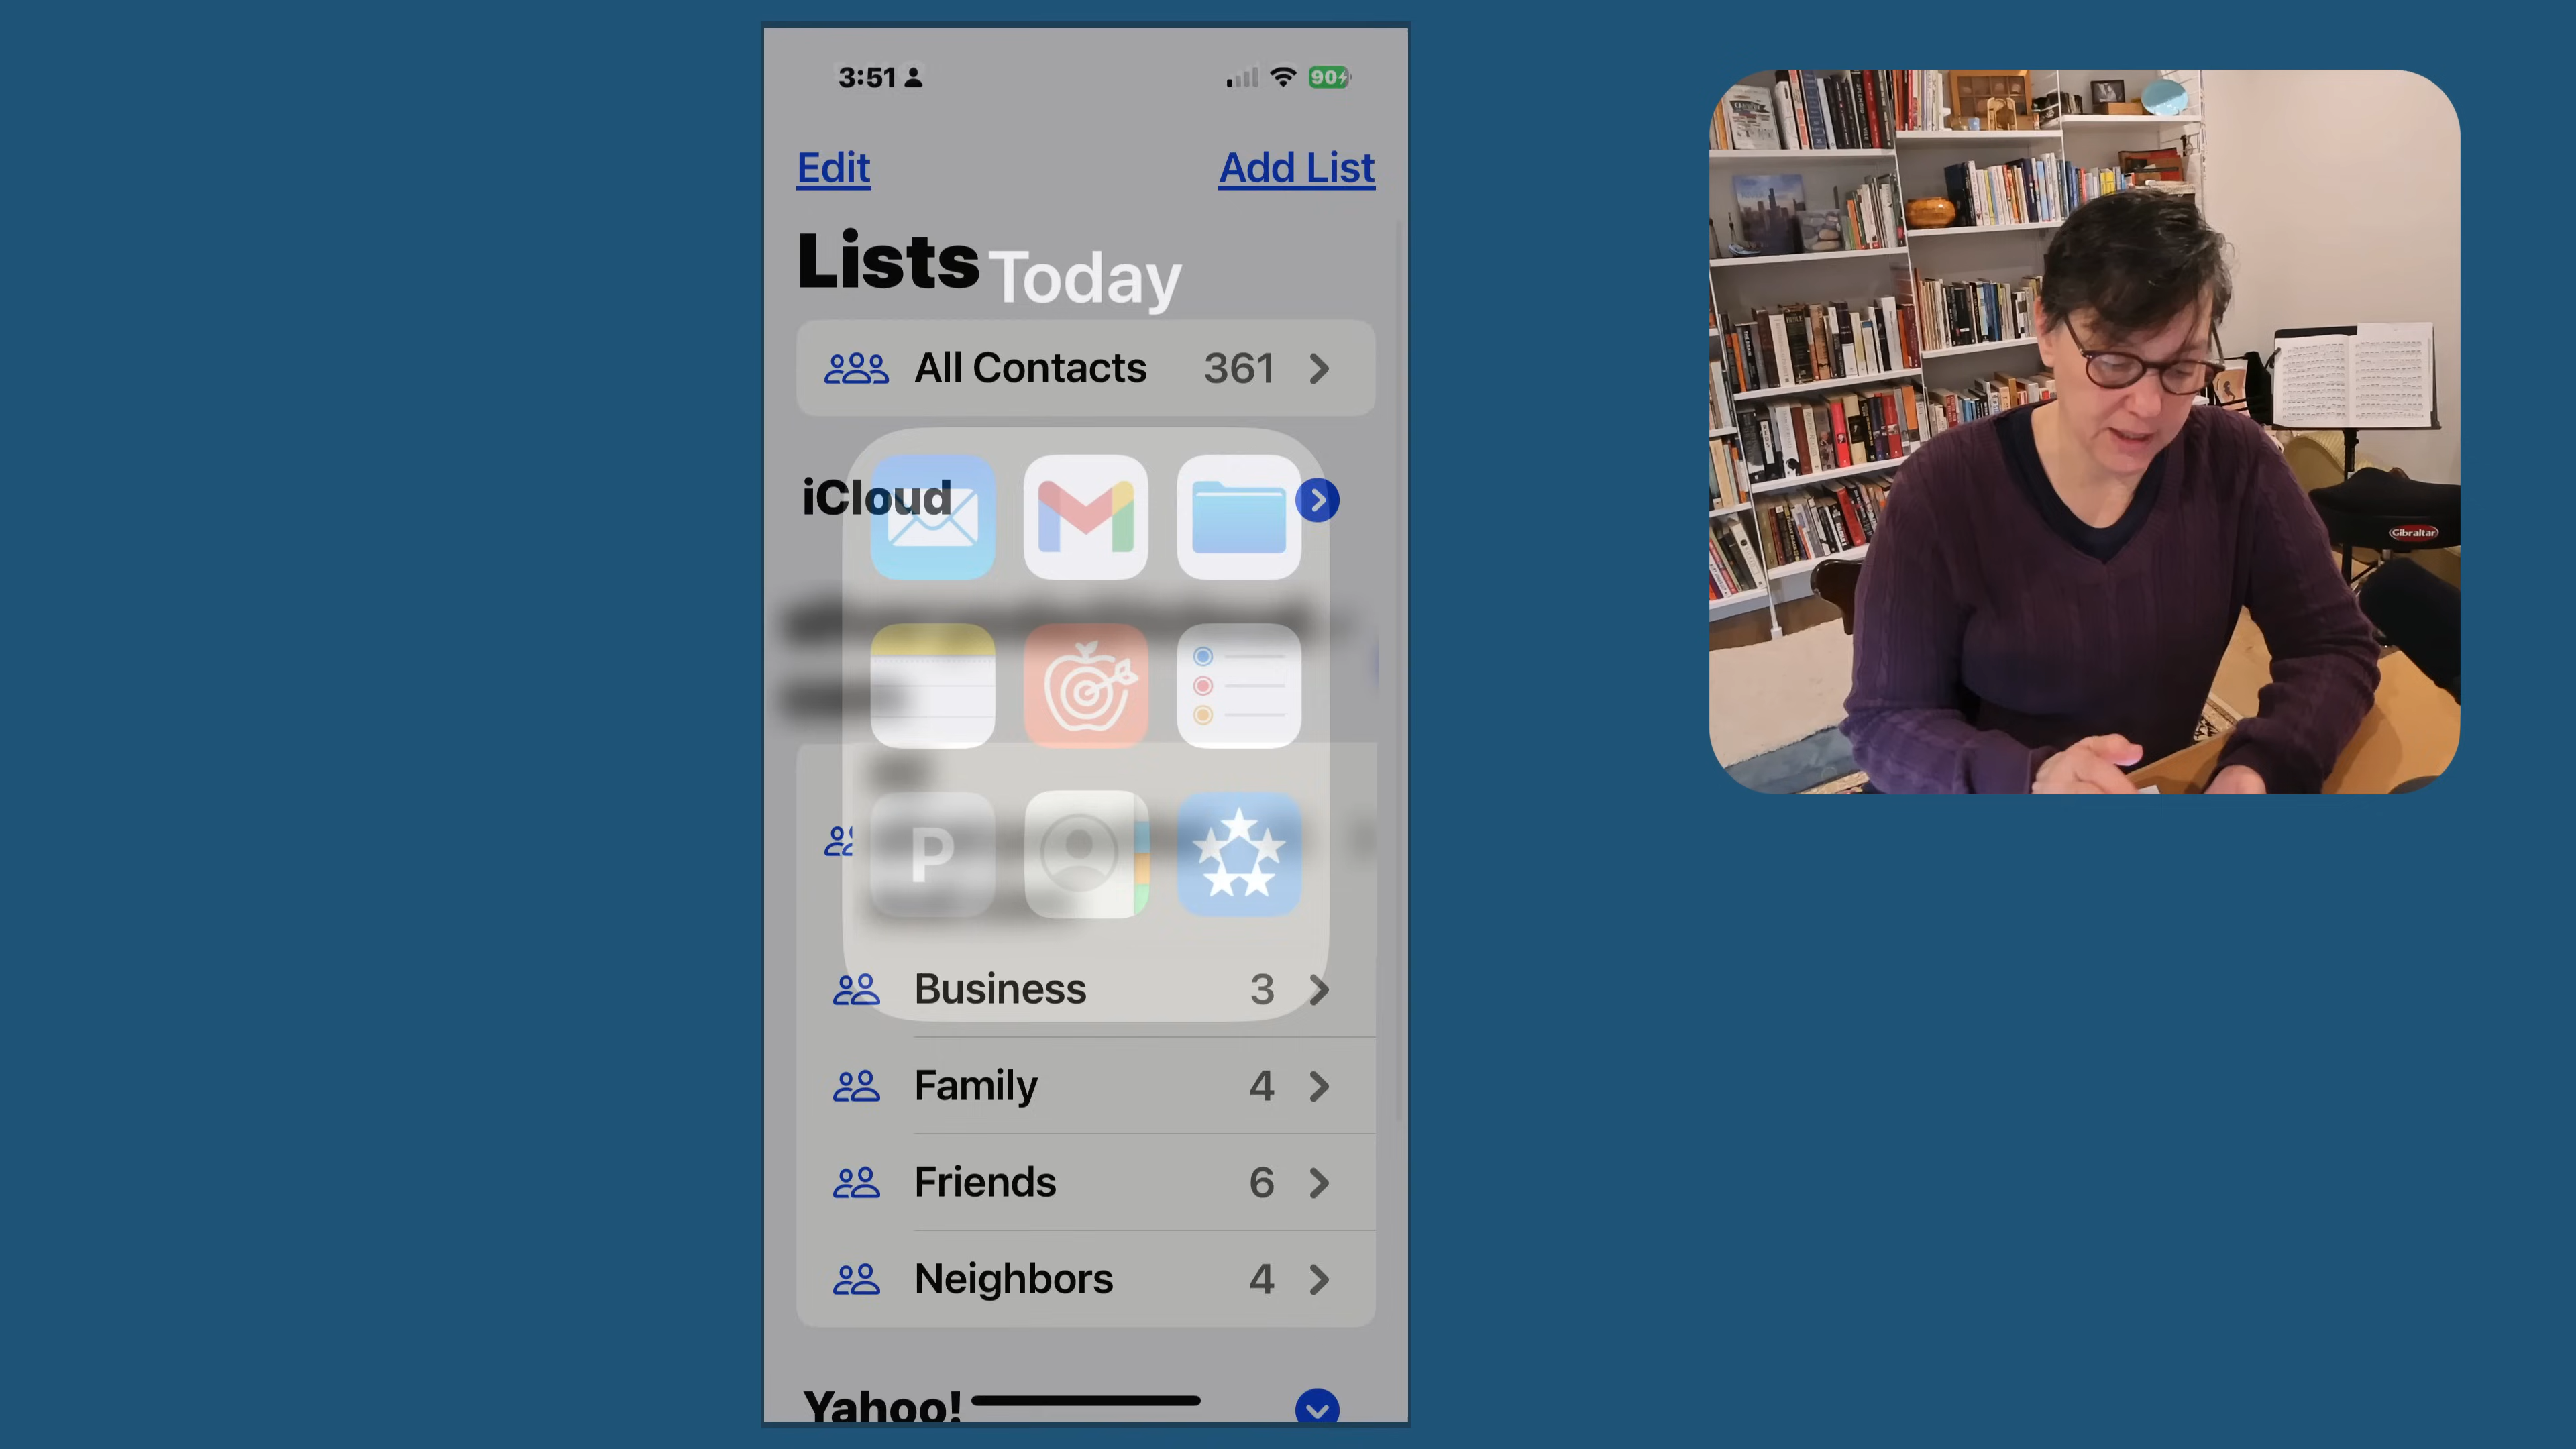 3:51
90
Edit
Add List
Lists
Today
All Contacts 361
iCloud
P
Business 3
Family 4
Friends 6
Neighbors 4
Yahoo!
Gibraltar